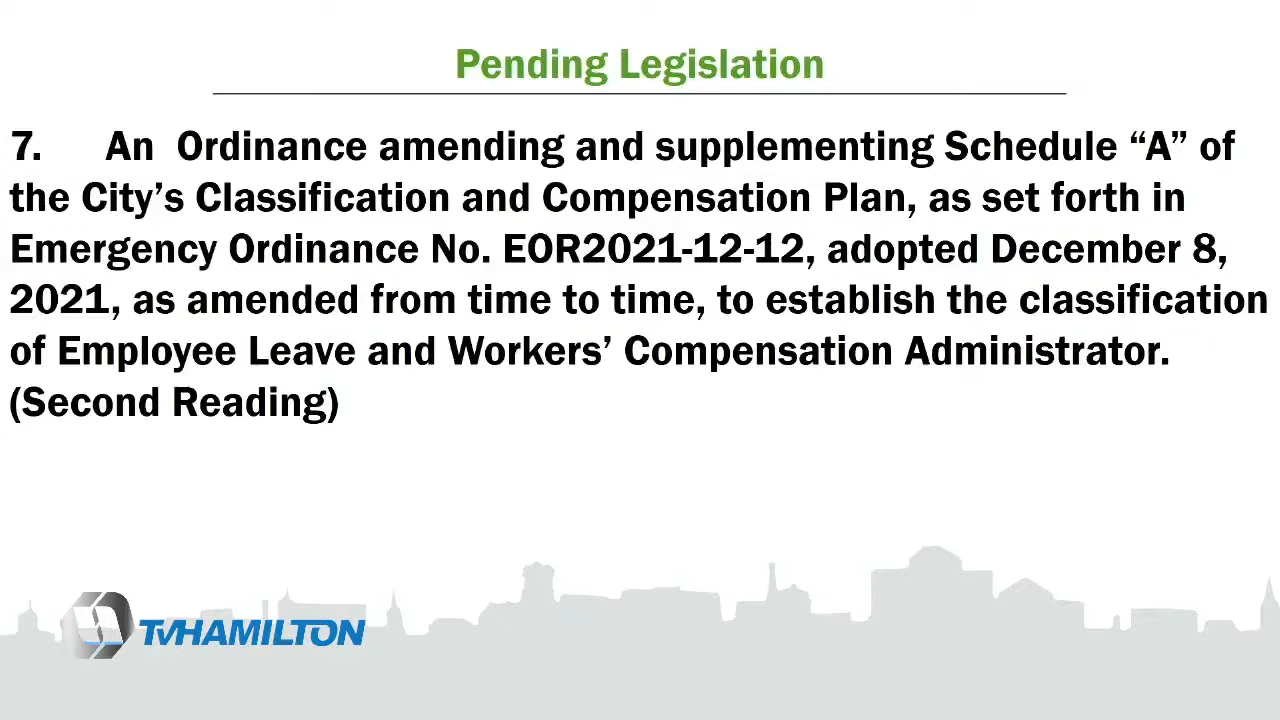 Pending Legislation
7. An Ordinance amending and supplementing Schedule “A” of
the City’s Classification and Compensation Plan, as set forth in
Emergency Ordinance No. EOR2021-12-12, adopted December 8,
2021, as amended from time to time, to establish the classification
of Employee Leave and Workers’ Compensation Administrator.
(Second Reading)
TVHAMILTON